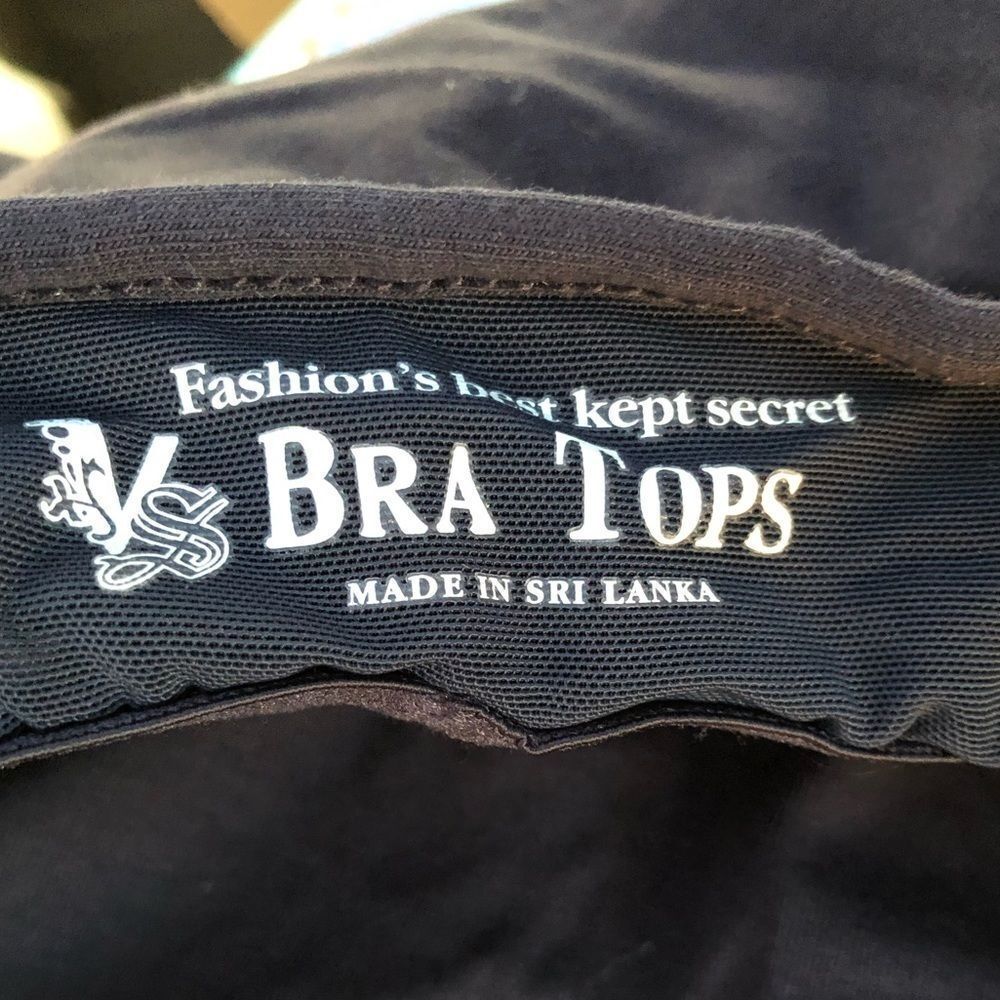 Fashion's best kept secret
VS BRA TOPS
MADE IN SRI LANKA